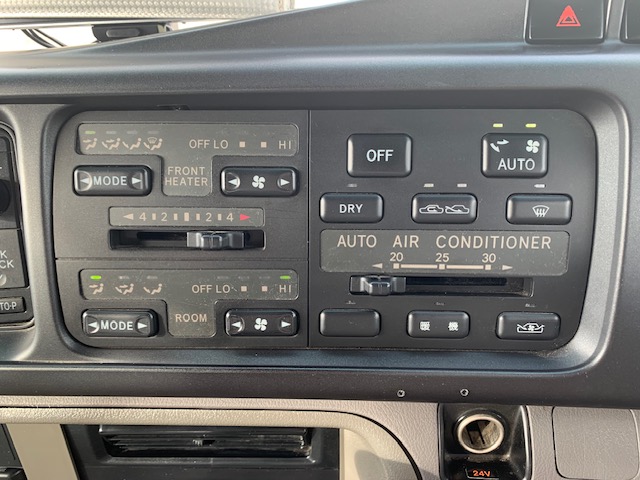 OFF LO HI
MODE
FRONT HEATER
4 2 2 4
OFF LO HI
MODE
ROOM
OFF
AUTO
DRY
AUTO AIR CONDITIONER
20 25 30
暖 機
TO-P
24V